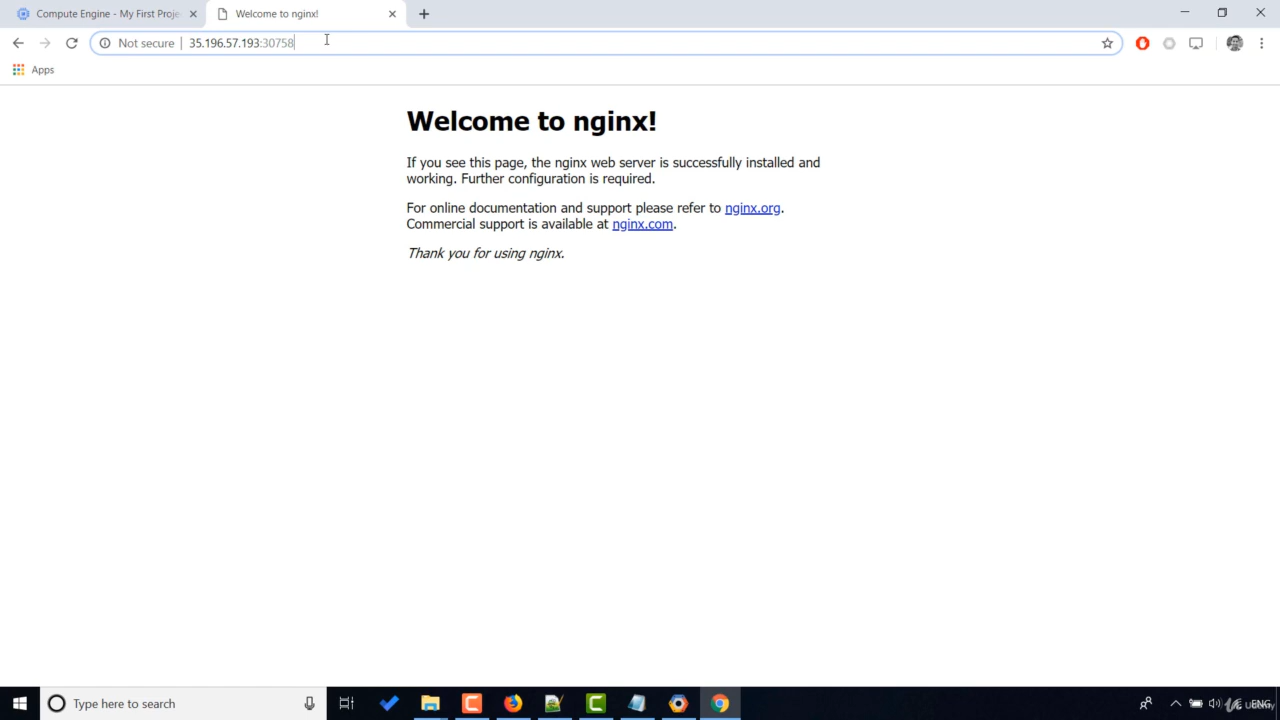 Compute Engine - My First Proje
Welcome to nginx!
Not secure
35.196.57.193:30758
Apps
Welcome to nginx!
If you see this page, the nginx web server is successfully installed and
working. Further configuration is required.
For online documentation and support please refer to nginx.org.
Commercial support is available at nginx.com.
Thank you for using nginx.
Type here to search
ENG